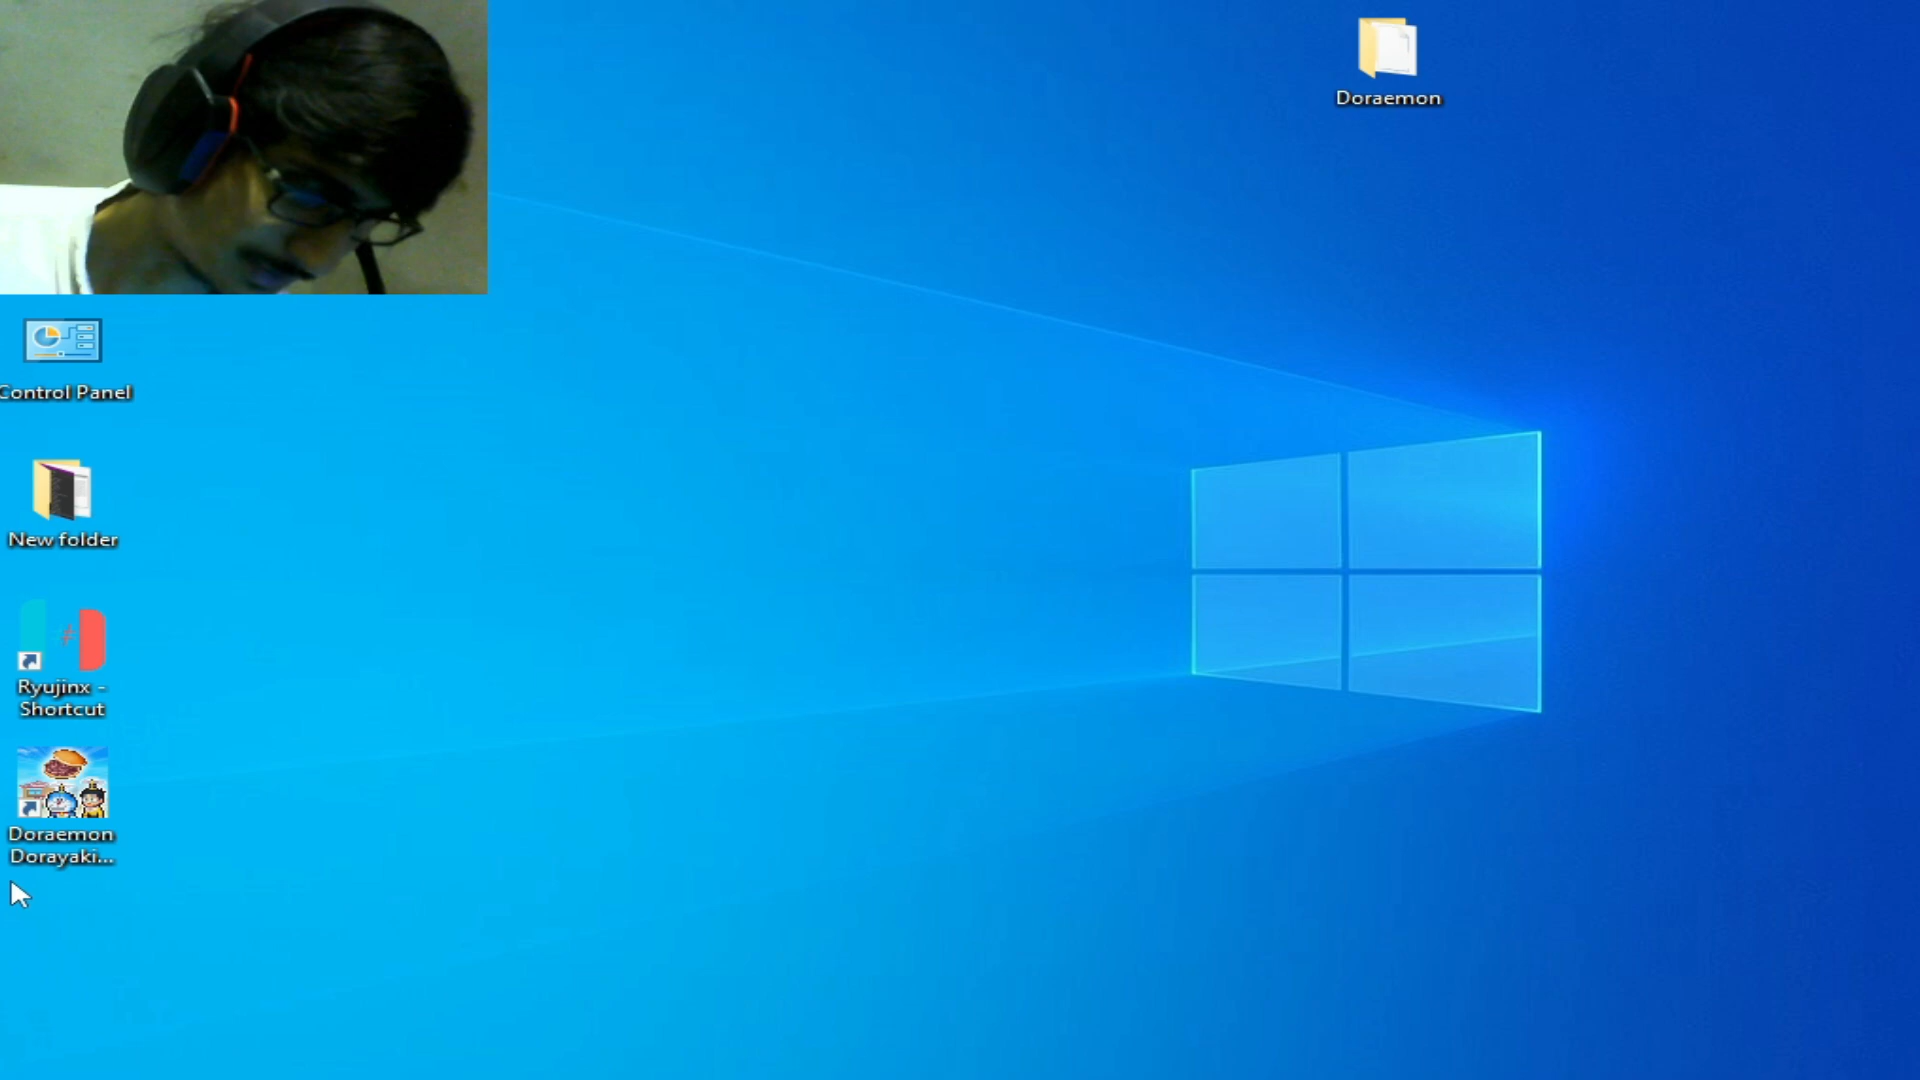 Doraemon
Control Panel
New folder
Ryujinx -
Shortcut
Doraemon
Dorayaki...